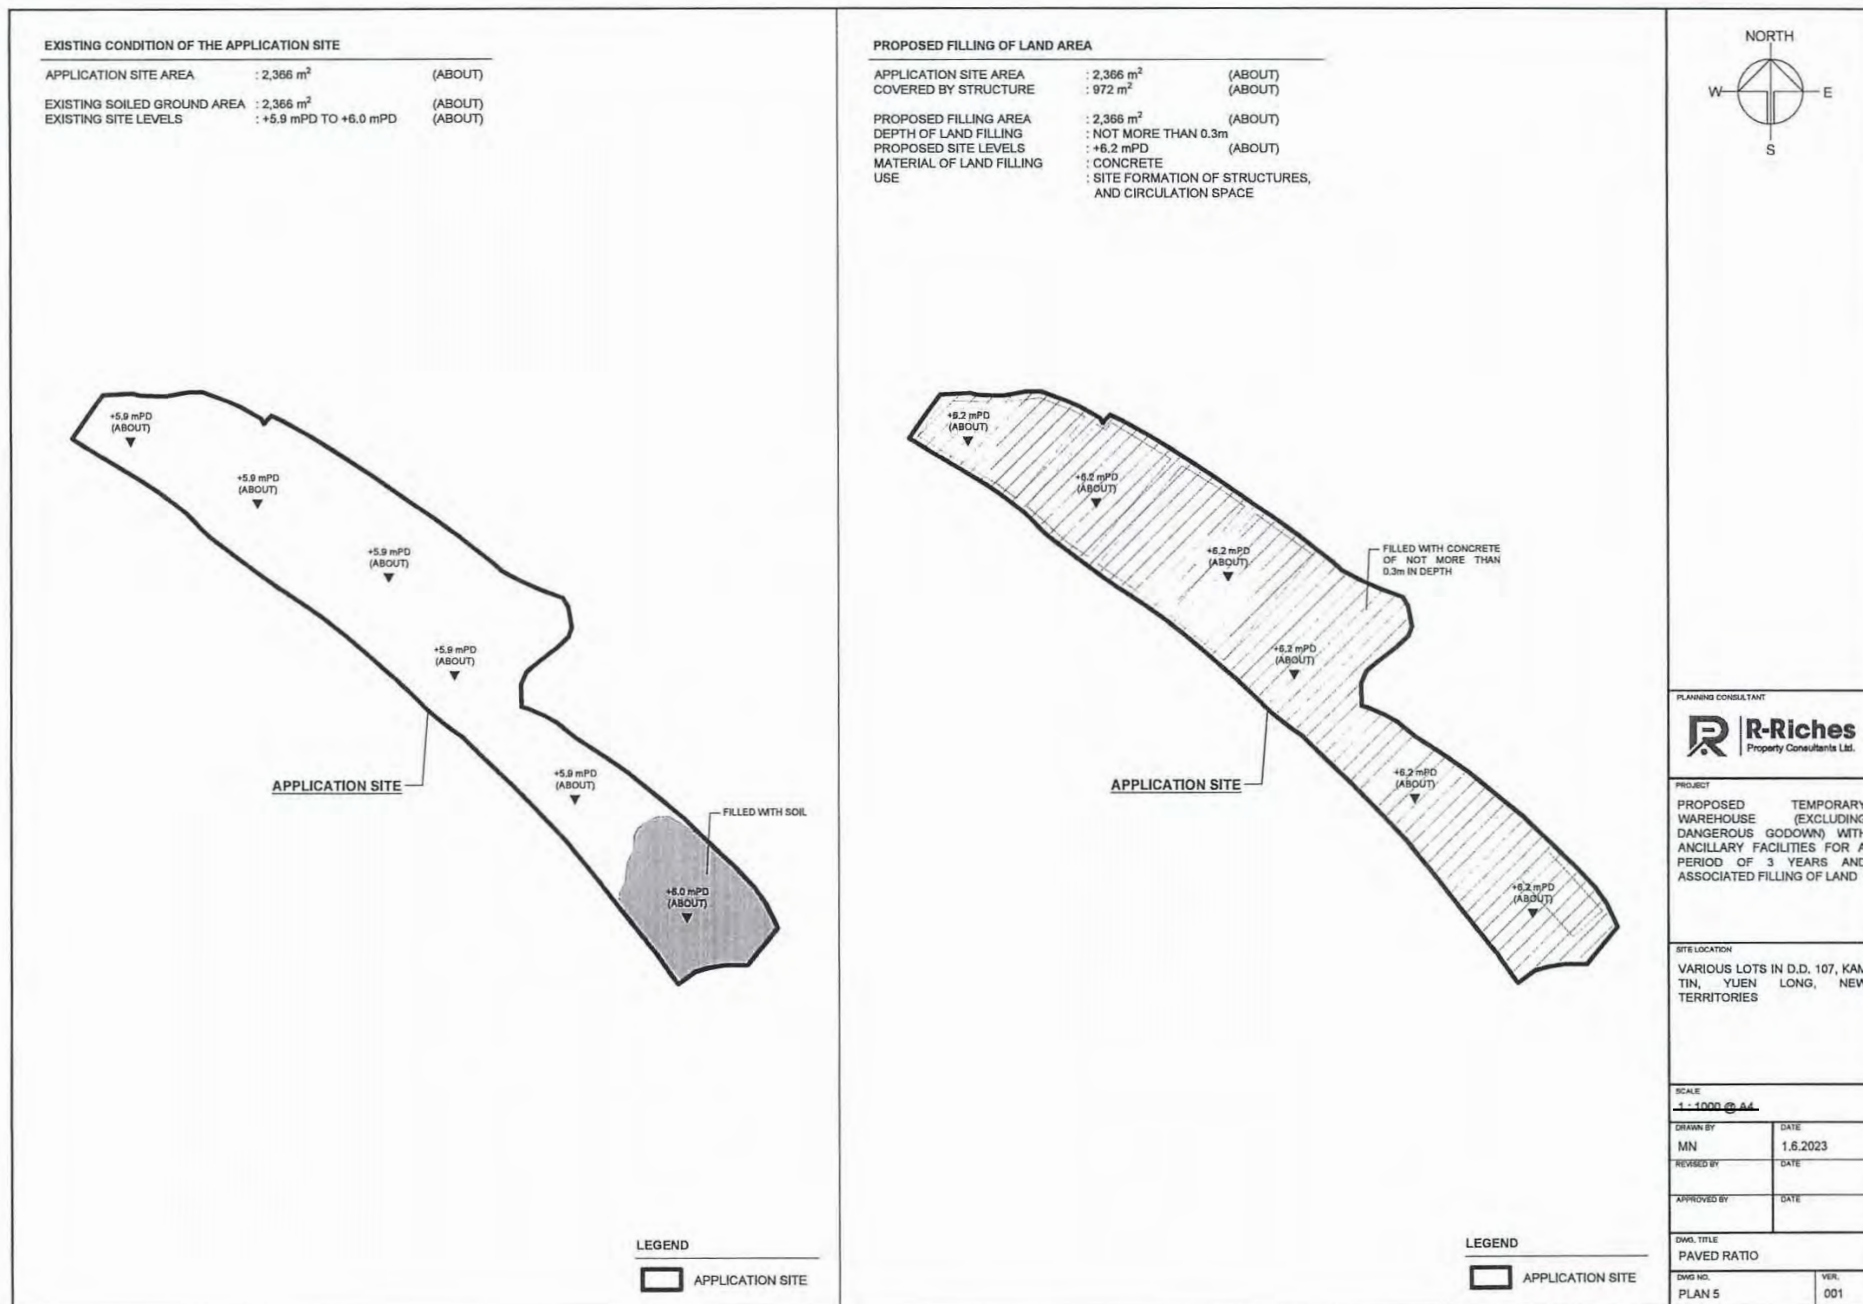 EXISTING CONDITION OF THE APPLICATION SITE
APPLICATION SITE AREA : 2,366 m² (ABOUT)
EXISTING SOILED GROUND AREA : 2,366 m² (ABOUT)
EXISTING SITE LEVELS : +5.9 mPD TO +6.0 mPD (ABOUT)
+5.9 mPD
(ABOUT)
+5.9 mPD
(ABOUT)
+5.9 mPD
(ABOUT)
+5.9 mPD
(ABOUT)
+5.9 mPD
(ABOUT)
APPLICATION SITE
FILLED WITH SOIL
+6.0 mPD
(ABOUT)
LEGEND
APPLICATION SITE
PROPOSED FILLING OF LAND AREA
APPLICATION SITE AREA : 2,366 m² (ABOUT)
COVERED BY STRUCTURE : 972 m² (ABOUT)
PROPOSED FILLING AREA : 2,366 m² (ABOUT)
DEPTH OF LAND FILLING : NOT MORE THAN 0.3m
PROPOSED SITE LEVELS : +6.2 mPD (ABOUT)
MATERIAL OF LAND FILLING : CONCRETE
USE : SITE FORMATION OF STRUCTURES,
AND CIRCULATION SPACE
+6.2 mPD
(ABOUT)
+6.2 mPD
(ABOUT)
+6.2 mPD
(ABOUT)
FILLED WITH CONCRETE
OF NOT MORE THAN
0.3m IN DEPTH
+6.2 mPD
(ABOUT)
+6.2 mPD
(ABOUT)
APPLICATION SITE
+6.2 mPD
(ABOUT)
LEGEND
APPLICATION SITE
NORTH
W E
S
PLANNING CONSULTANT
R-Riches
Property Consultants Ltd.
PROJECT
PROPOSED TEMPORARY
WAREHOUSE (EXCLUDING
DANGEROUS GODOWN) WITH
ANCILLARY FACILITIES FOR A
PERIOD OF 3 YEARS AND
ASSOCIATED FILLING OF LAND
SITE LOCATION
VARIOUS LOTS IN D.D. 107, KAM
TIN, YUEN LONG, NEW
TERRITORIES
SCALE
1 : 1000 @ A4
DRAWN BY DATE
MN 1.6.2023
REVISED BY DATE
APPROVED BY DATE
DWG. TITLE
PAVED RATIO
DWG NO. VER.
PLAN 5 001